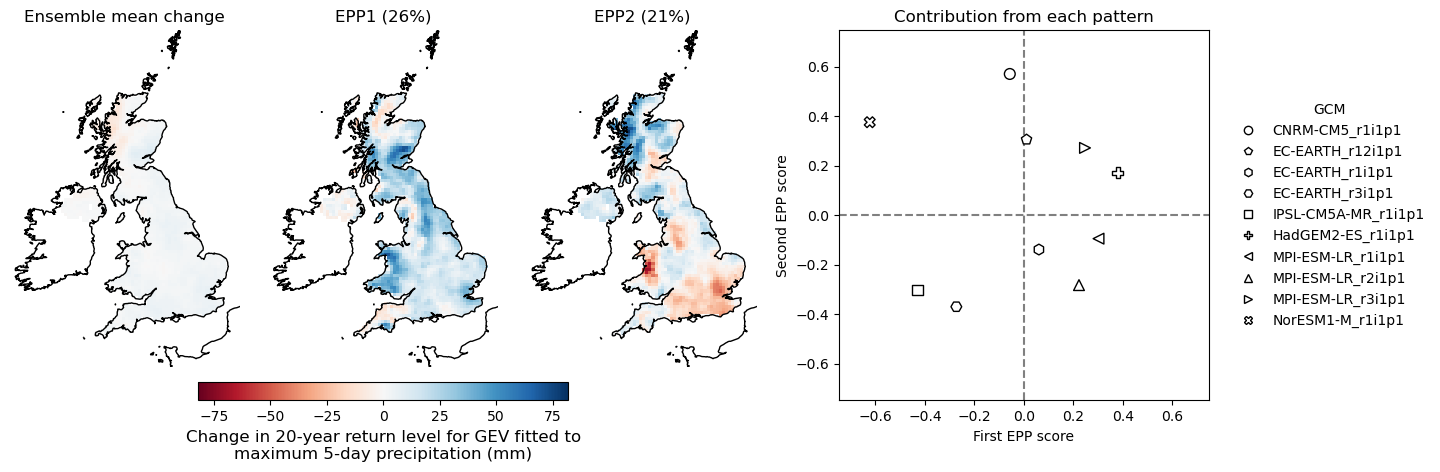 Ensemble mean change
EPP1 (26%)
EPP2 (21%)
Contribution from each pattern
0.6
0.4
0.2
0.0
−0.2
−0.4
−0.6
Second EPP score
−0.6
−0.4
−0.2
0.0
0.2
0.4
0.6
First EPP score
GCM
CNRM-CM5_r1i1p1
EC-EARTH_r12i1p1
EC-EARTH_r1i1p1
EC-EARTH_r3i1p1
IPSL-CM5A-MR_r1i1p1
HadGEM2-ES_r1i1p1
MPI-ESM-LR_r1i1p1
MPI-ESM-LR_r2i1p1
MPI-ESM-LR_r3i1p1
NorESM1-M_r1i1p1
−75
−50
−25
0
25
50
75
Change in 20-year return level for GEV fitted to
maximum 5-day precipitation (mm)